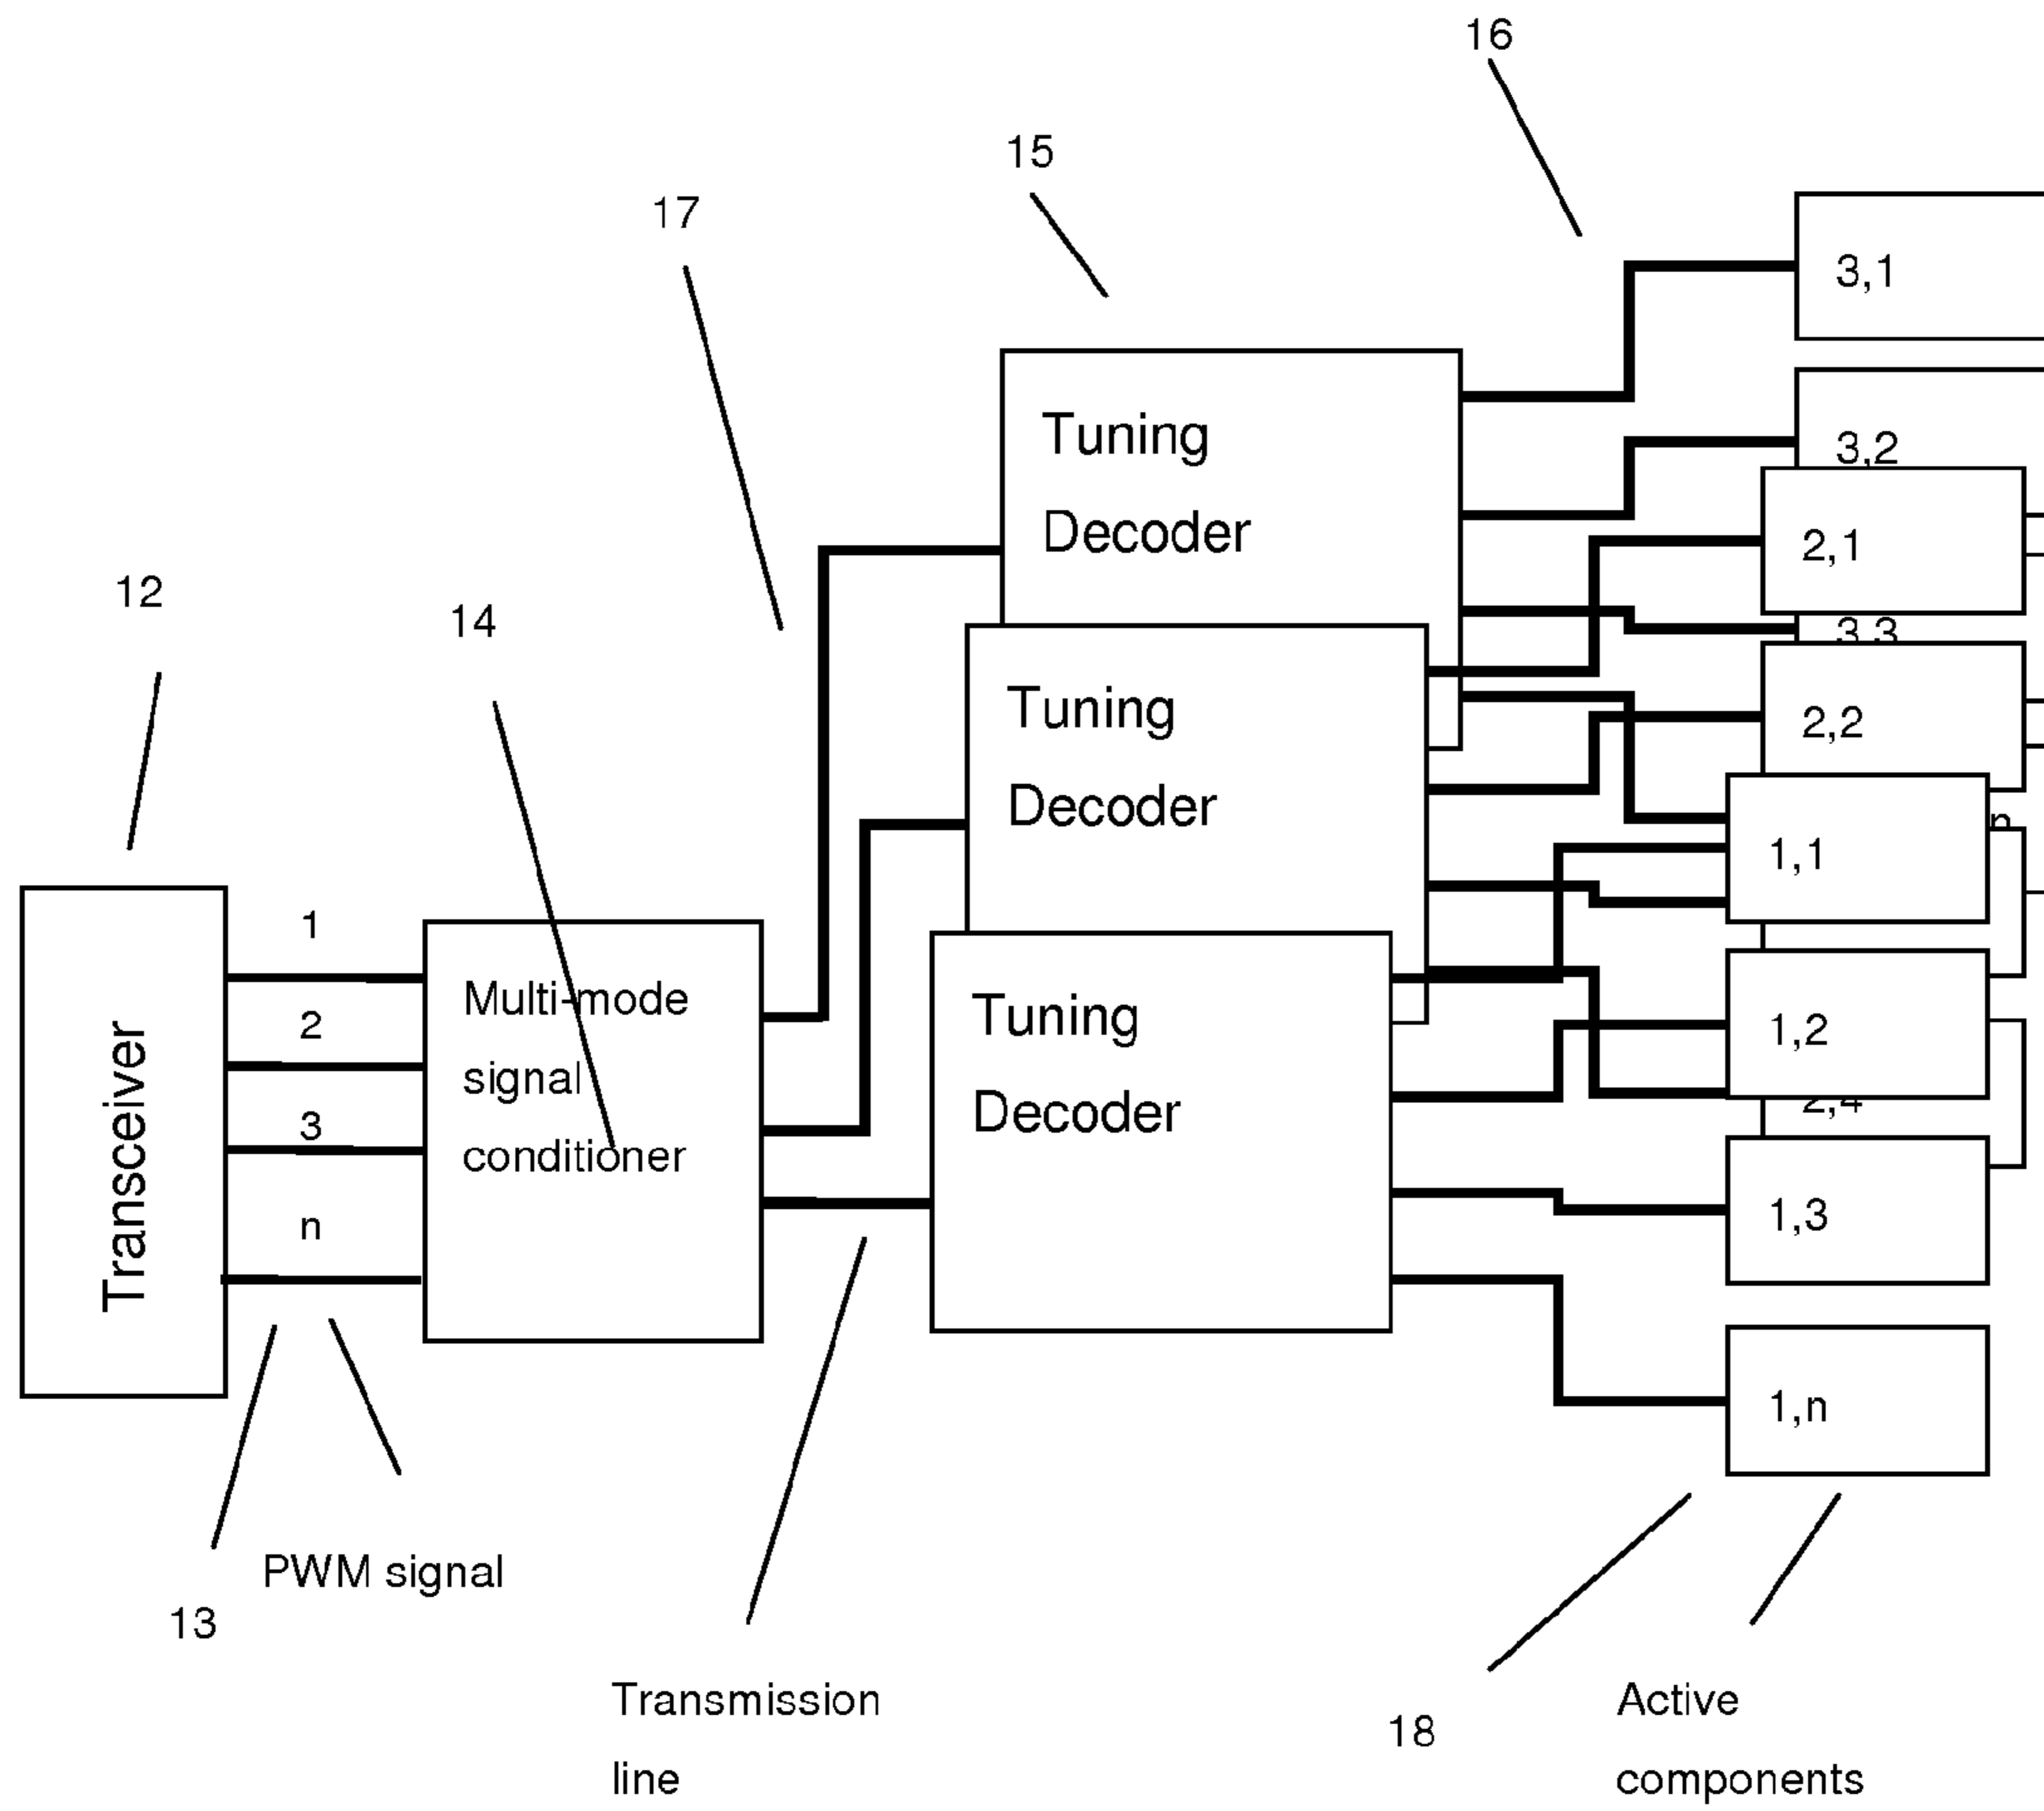 16
15
17
3,1
12
14
Tuning
Decoder
3,2
2,1
3,3
Tuning
Decoder
2,2
n
1,1
1
2
3
n
Transceiver
Multi-mode
signal
conditioner
Tuning
Decoder
1,2
2,4
1,3
1,n
PWM signal
13
Transmission
line
18
Active
components